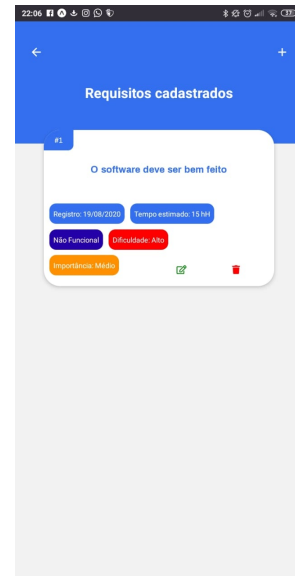 22:06
Requisitos cadastrados
#1
O software deve ser bem feito
Registro: 19/08/2020 Tempo estimado: 15 hH
Não Funcional Dificuldade: Alto
Importância: Médio